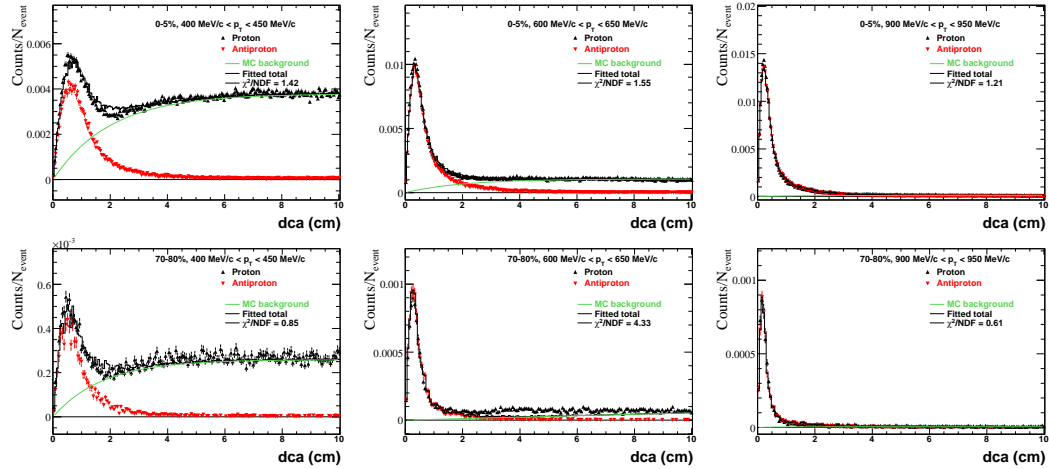 0-5%, 400 MeV/c < p_T < 450 MeV/c
Proton
Antiproton
MC background
Fitted total
χ²/NDF = 1.42
Counts/N_event
0.006
0.004
0.002
0
0 2 4 6 8 10
dca (cm)
0-5%, 600 MeV/c < p_T < 650 MeV/c
Proton
Antiproton
MC background
Fitted total
χ²/NDF = 1.55
Counts/N_event
0.01
0.005
0
0 2 4 6 8 10
dca (cm)
0-5%, 900 MeV/c < p_T < 950 MeV/c
Proton
Antiproton
MC background
Fitted total
χ²/NDF = 1.21
Counts/N_event
0.02
0.015
0.01
0.005
0
0 2 4 6 8 10
dca (cm)
×10⁻³
70-80%, 400 MeV/c < p_T < 450 MeV/c
Proton
Antiproton
MC background
Fitted total
χ²/NDF = 0.85
Counts/N_event
0.6
0.4
0.2
0
0 2 4 6 8 10
dca (cm)
70-80%, 600 MeV/c < p_T < 650 MeV/c
Proton
Antiproton
MC background
Fitted total
χ²/NDF = 4.33
Counts/N_event
0.001
0.0005
0
0 2 4 6 8 10
dca (cm)
70-80%, 900 MeV/c < p_T < 950 MeV/c
Proton
Antiproton
MC background
Fitted total
χ²/NDF = 0.61
Counts/N_event
0.001
0.0005
0
0 2 4 6 8 10
dca (cm)